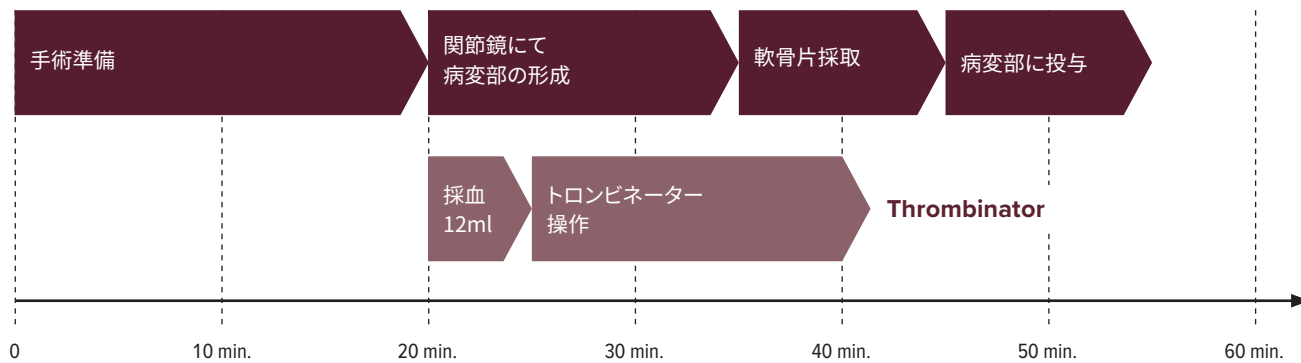 手術準備
関節鏡にて
病変部の形成
軟骨片採取
病変部に投与
採血
12ml
トロンビネーター
操作
Thrombinator
0
10 min.
20 min.
30 min.
40 min.
50 min.
60 min.